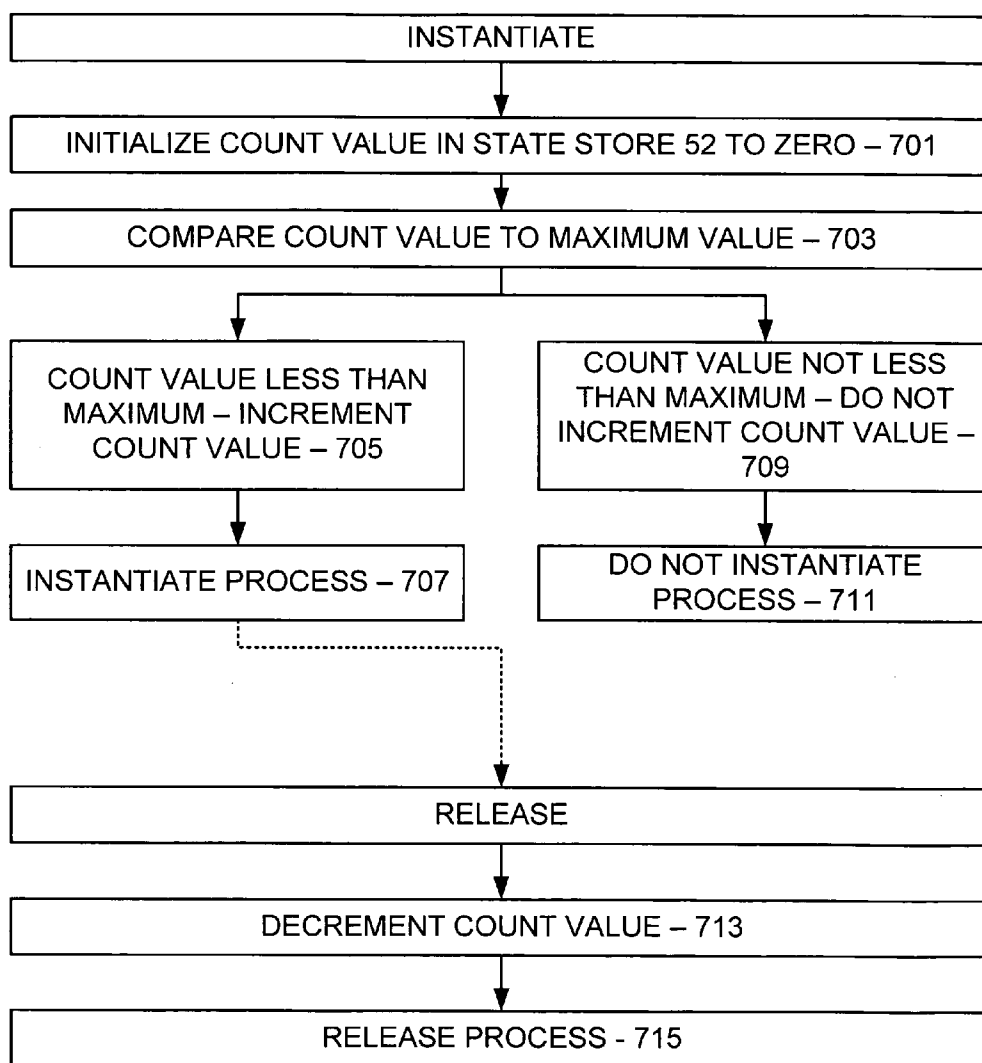 INSTANTIATE
INITIALIZE COUNT VALUE IN STATE STORE 52 TO ZERO – 701
COMPARE COUNT VALUE TO MAXIMUM VALUE – 703
COUNT VALUE LESS THAN
MAXIMUM – INCREMENT
COUNT VALUE – 705
COUNT VALUE NOT LESS
THAN MAXIMUM – DO NOT
INCREMENT COUNT VALUE –
709
INSTANTIATE PROCESS – 707
DO NOT INSTANTIATE
PROCESS – 711
RELEASE
DECREMENT COUNT VALUE – 713
RELEASE PROCESS - 715